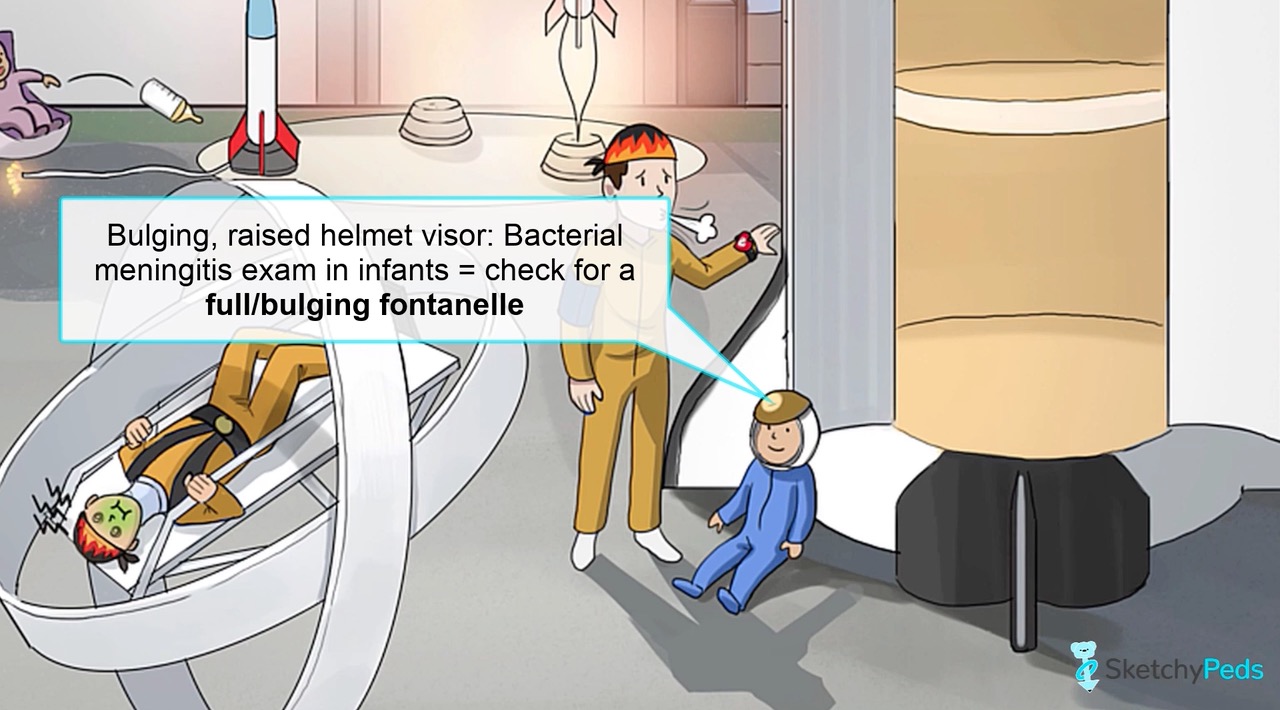 Bulging, raised helmet visor: Bacterial
meningitis exam in infants = check for a
full/bulging fontanelle
SketchyPeds